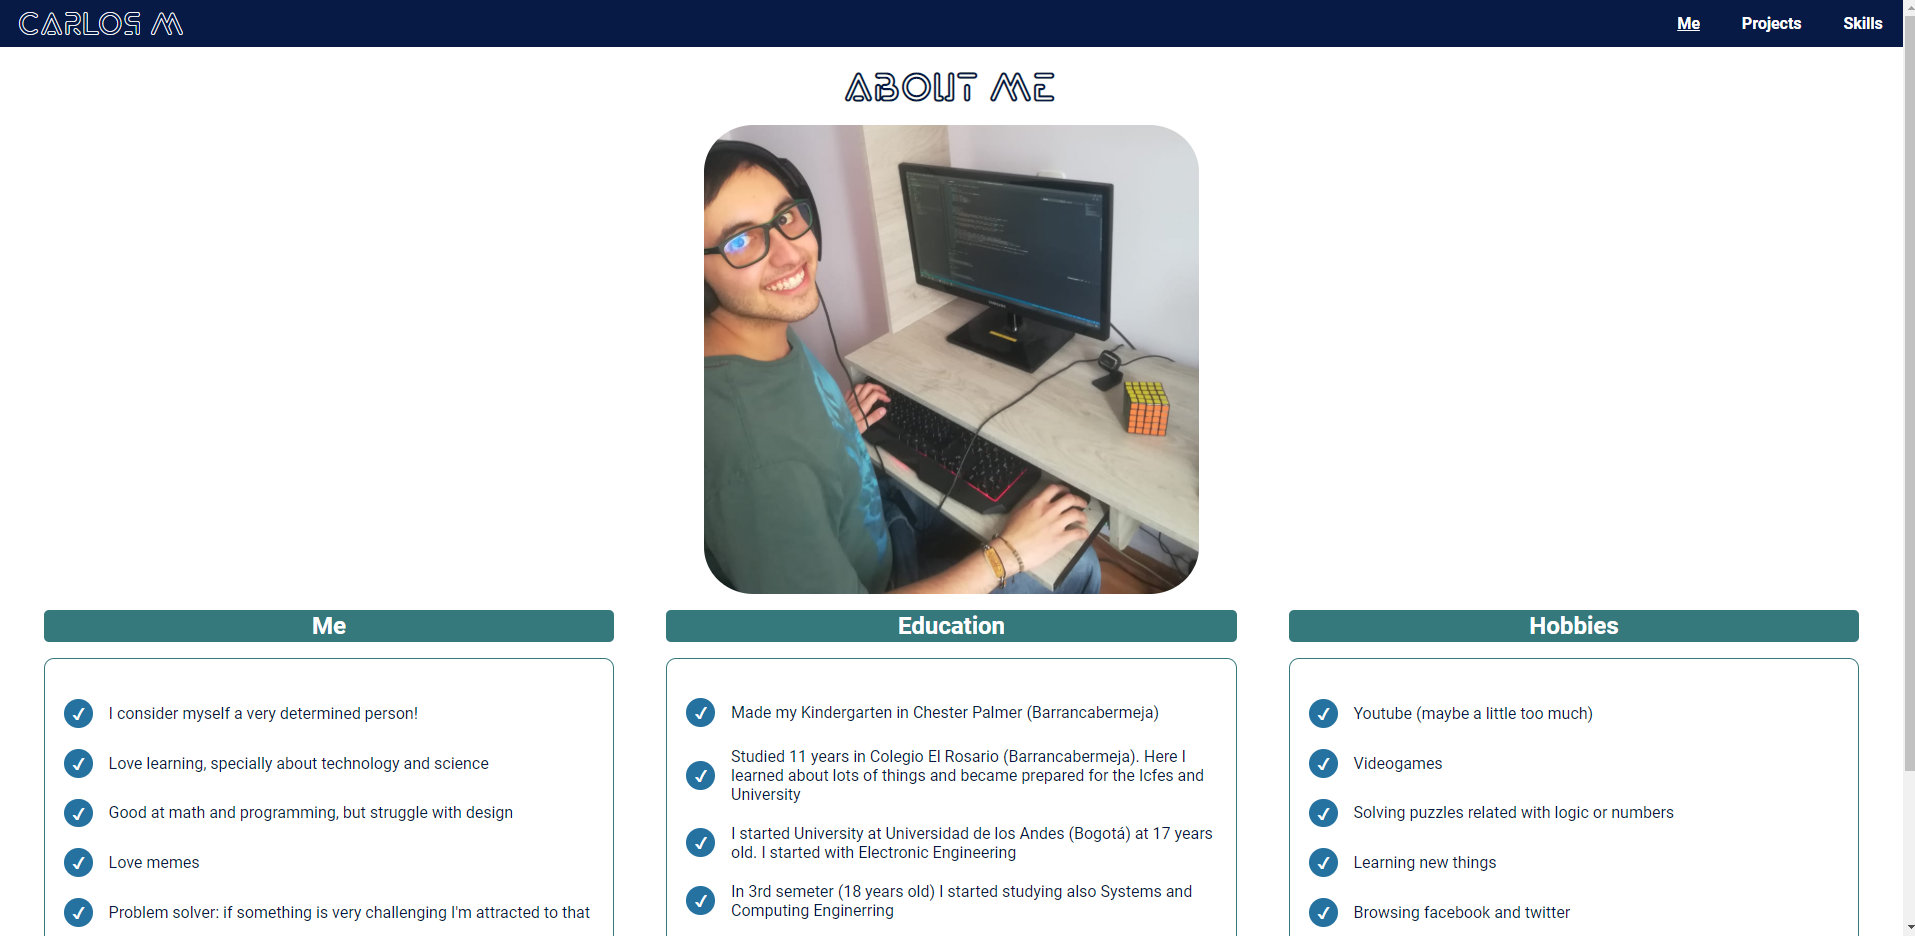 CARLOS M
Me
Projects
Skills
ABOUT ME
Me
I consider myself a very determined person!
Love learning, specially about technology and science
Good at math and programming, but struggle with design
Love memes
Problem solver: if something is very challenging I'm attracted to that
Education
Made my Kindergarten in Chester Palmer (Barrancabermeja)
Studied 11 years in Colegio El Rosario (Barrancabermeja). Here I
learned about lots of things and became prepared for the Icfes and
University
I started University at Universidad de los Andes (Bogotá) at 17 years
old. I started with Electronic Engineering
In 3rd semeter (18 years old) I started studying also Systems and
Computing Enginerring
Hobbies
Youtube (maybe a little too much)
Videogames
Solving puzzles related with logic or numbers
Learning new things
Browsing facebook and twitter